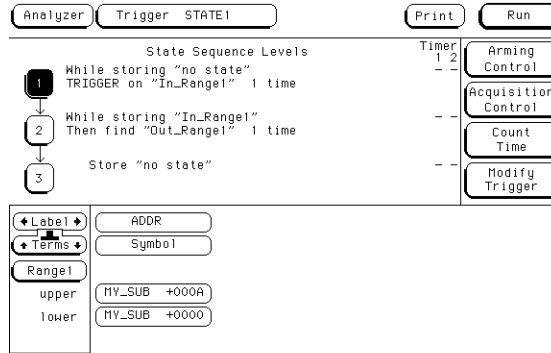 Analyzer Trigger STATE1 Print Run
State Sequence Levels
Timer
1 2
Arming
Control
1
While storing "no state"
TRIGGER on "In_Range1" 1 time
- -
Acquisition
Control
2
While storing "In_Range1"
Then find "Out_Range1" 1 time
- -
Count
Time
3
Store "no state"
- -
Modify
Trigger
Label ADDR
Terms Symbol
Range1
upper MY_SUB +000A
lower MY_SUB +0000